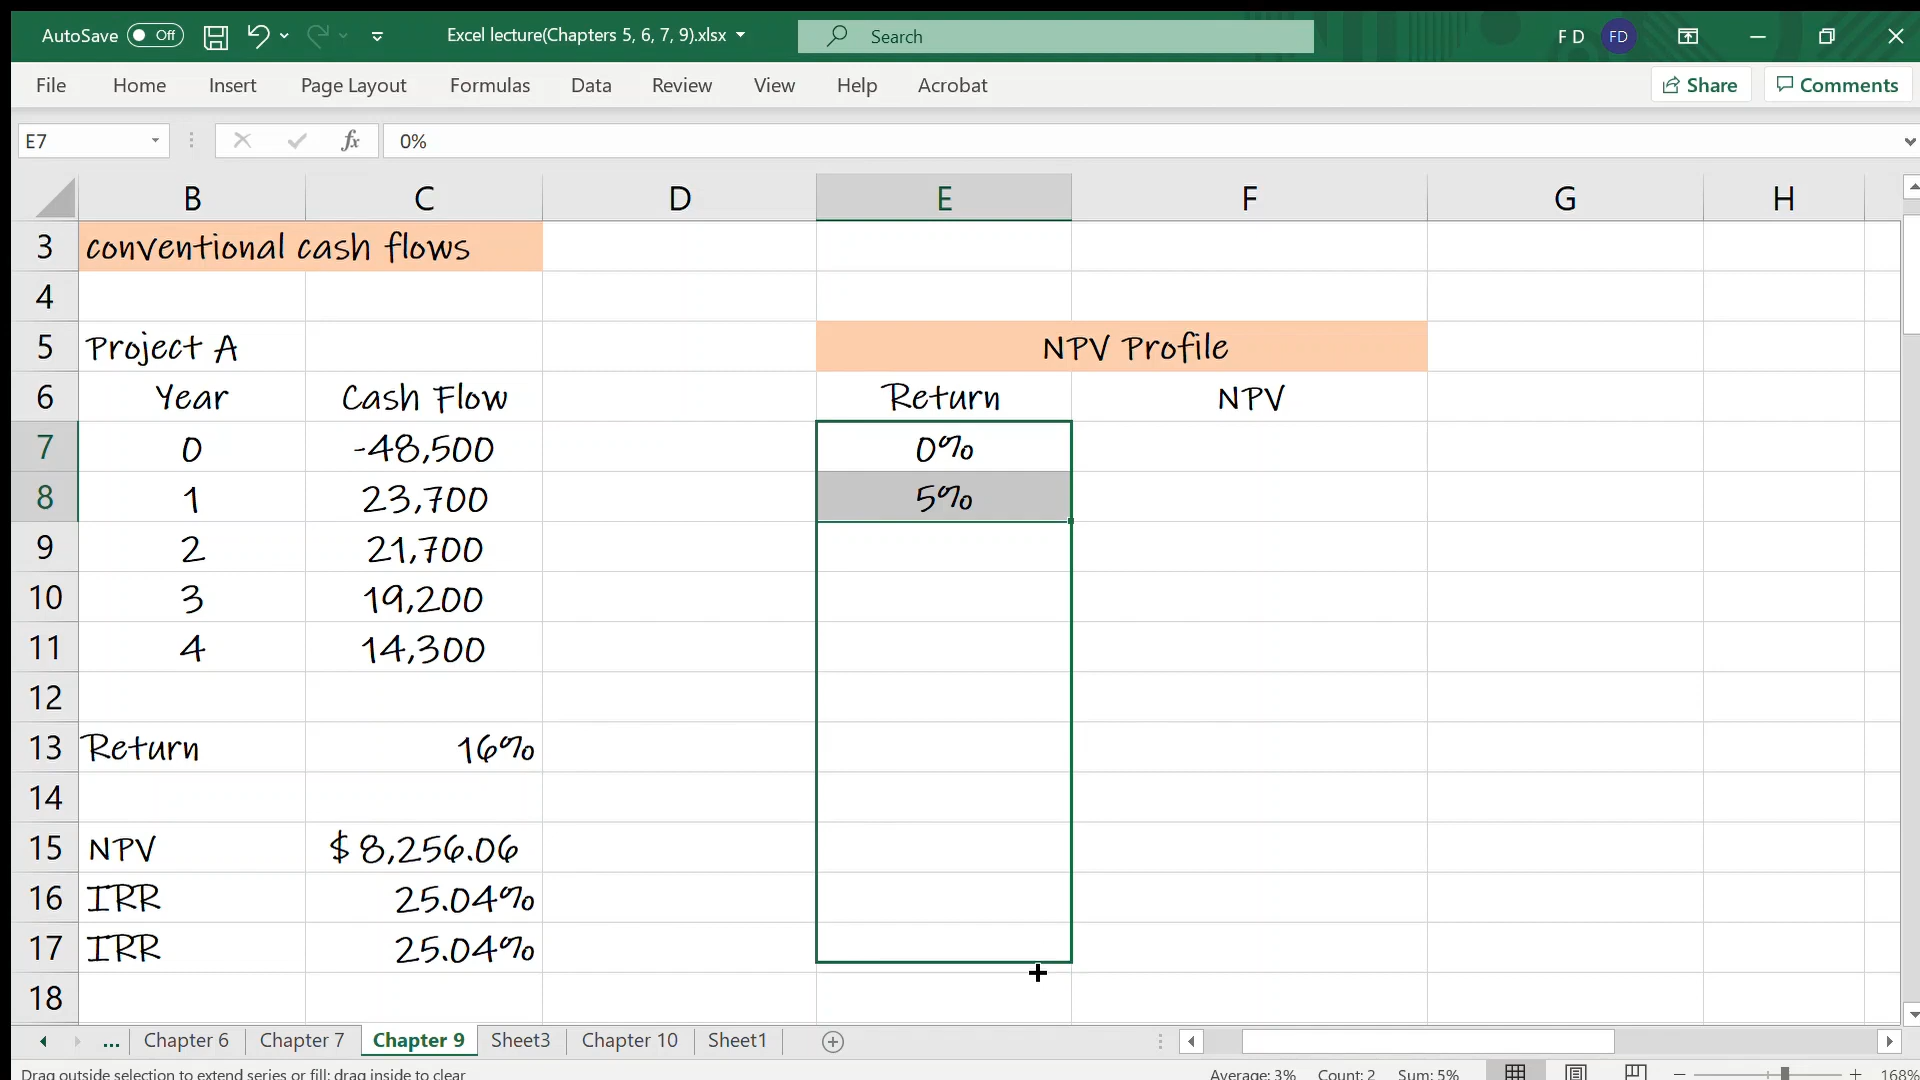 AutoSave Off Excel lecture(Chapters 5, 6, 7, 9).xlsx Search F D FD
File Home Insert Page Layout Formulas Data Review View Help Acrobat Share Comments
E7 fx 0%
B C D E F G H
3 conventional cash flows
4
5 Project A NPV Profile
6 Year Cash Flow Return NPV
7 0 -48,500 0%
8 1 23,700 5%
9 2 21,700
10 3 19,200
11 4 14,300
12
13 Return 16%
14
15 NPV $ 8,256.06
16 IRR 25.04%
17 IRR 25.04%
18
... Chapter 6 Chapter 7 Chapter 9 Sheet3 Chapter 10 Sheet1
Drag outside selection to extend series or fill; drag inside to clear Average: 3% Count: 2 Sum: 5% 168%